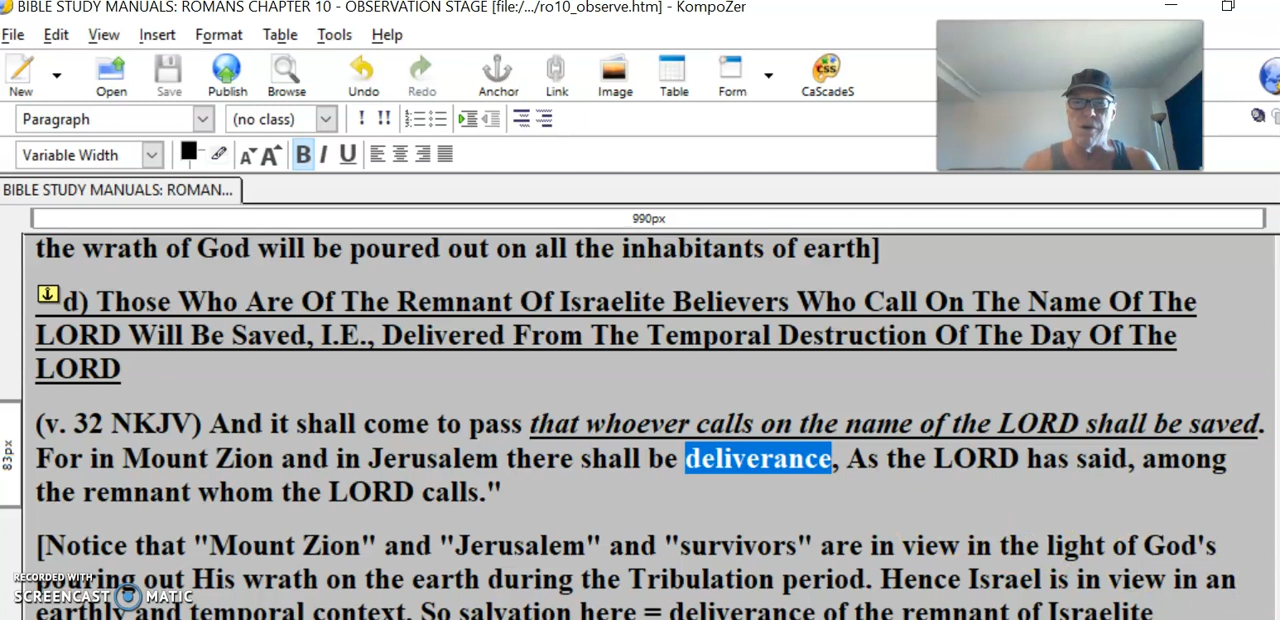 BIBLE STUDY MANUALS: ROMANS CHAPTER 10 - OBSERVATION STAGE [file:/.../ro10_observe.htm] - KompoZer
File Edit View Insert Format Table Tools Help
New Open Save Publish Browse Undo Redo Anchor Link Image Table Form CaScadeS
Paragraph (no class) ! !!
Variable Width A A B I U
BIBLE STUDY MANUALS: ROMAN...
990px
the wrath of God will be poured out on all the inhabitants of earth]
d) Those Who Are Of The Remnant Of Israelite Believers Who Call On The Name Of The
LORD Will Be Saved, I.E., Delivered From The Temporal Destruction Of The Day Of The
LORD
(v. 32 NKJV) And it shall come to pass that whoever calls on the name of the LORD shall be saved.
For in Mount Zion and in Jerusalem there shall be deliverance, As the LORD has said, among
the remnant whom the LORD calls."
83px
[Notice that "Mount Zion" and "Jerusalem" and "survivors" are in view in the light of God's
pouring out His wrath on the earth during the Tribulation period. Hence Israel is in view in an
earthly and temporal context. So salvation here = deliverance of the remnant of Israelite
RECORDED WITH
SCREENCAST MATIC